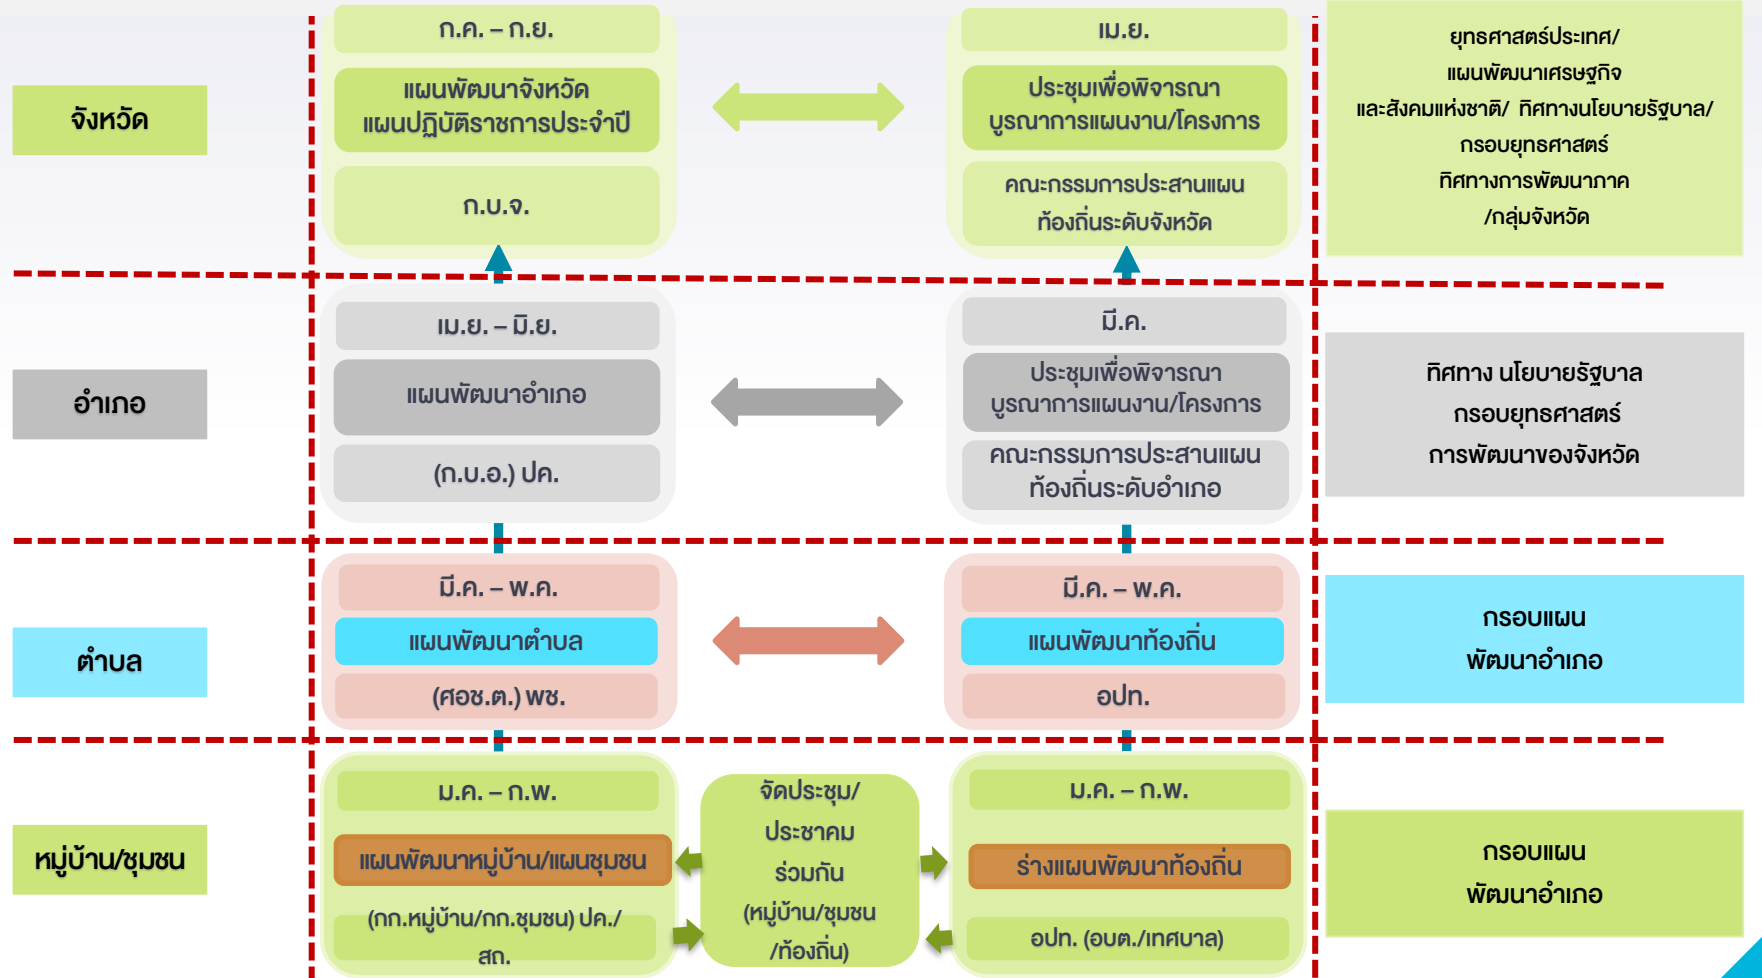 จังหวัด
ก.ค. – ก.ย.
แผนพัฒนาจังหวัด
แผนปฏิบัติราชการประจำปี
ก.บ.จ.
เม.ย.
ประชุมเพื่อพิจารณา
บูรณาการแผนงาน/โครงการ
คณะกรรมการประสานแผน
ท้องถิ่นระดับจังหวัด
ยุทธศาสตร์ประเทศ/
แผนพัฒนาเศรษฐกิจ
และสังคมแห่งชาติ/ ทิศทางนโยบายรัฐบาล/
กรอบยุทธศาสตร์
ทิศทางการพัฒนาภาค
/กลุ่มจังหวัด
อำเภอ
เม.ย. – มิ.ย.
แผนพัฒนาอำเภอ
(ก.บ.อ.) ปค.
มี.ค.
ประชุมเพื่อพิจารณา
บูรณาการแผนงาน/โครงการ
คณะกรรมการประสานแผน
ท้องถิ่นระดับอำเภอ
ทิศทาง นโยบายรัฐบาล
กรอบยุทธศาสตร์
การพัฒนาของจังหวัด
ตำบล
มี.ค. – พ.ค.
แผนพัฒนาตำบล
(ศอช.ต.) พช.
มี.ค. – พ.ค.
แผนพัฒนาท้องถิ่น
อปท.
กรอบแผน
พัฒนาอำเภอ
หมู่บ้าน/ชุมชน
ม.ค. – ก.พ.
แผนพัฒนาหมู่บ้าน/แผนชุมชน
(กก.หมู่บ้าน/กก.ชุมชน) ปค./
สถ.
จัดประชุม/
ประชาคม
ร่วมกัน
(หมู่บ้าน/ชุมชน
/ท้องถิ่น)
ม.ค. – ก.พ.
ร่างแผนพัฒนาท้องถิ่น
อปท. (อบต./เทศบาล)
กรอบแผน
พัฒนาอำเภอ